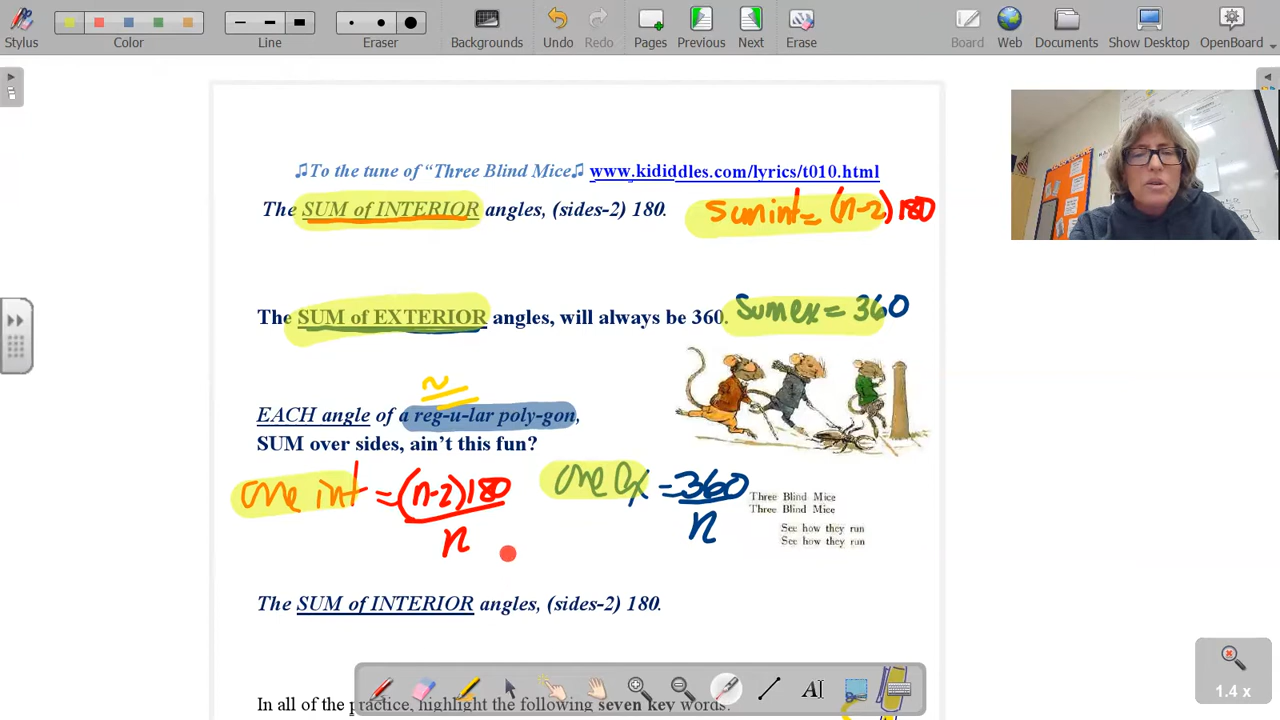 Stylus
Color
Line
Eraser
Backgrounds
Undo
Redo
Pages
Previous
Next
Erase
Board
Web
Documents
Show Desktop
OpenBoard
♫To the tune of “Three Blind Mice♫ www.kididdles.com/lyrics/t010.html
The SUM of INTERIOR angles, (sides-2) 180. sum int = (n-2)180
The SUM of EXTERIOR angles, will always be 360. Sum ex = 360
≈
EACH angle of a reg-u-lar poly-gon,
SUM over sides, ain’t this fun?
one int = (n-2)180
n
one ex = 360
n
Three Blind Mice
Three Blind Mice
See how they run
See how they run
The SUM of INTERIOR angles, (sides-2) 180.
In all of the practice, highlight the following seven key words.
1.4 x